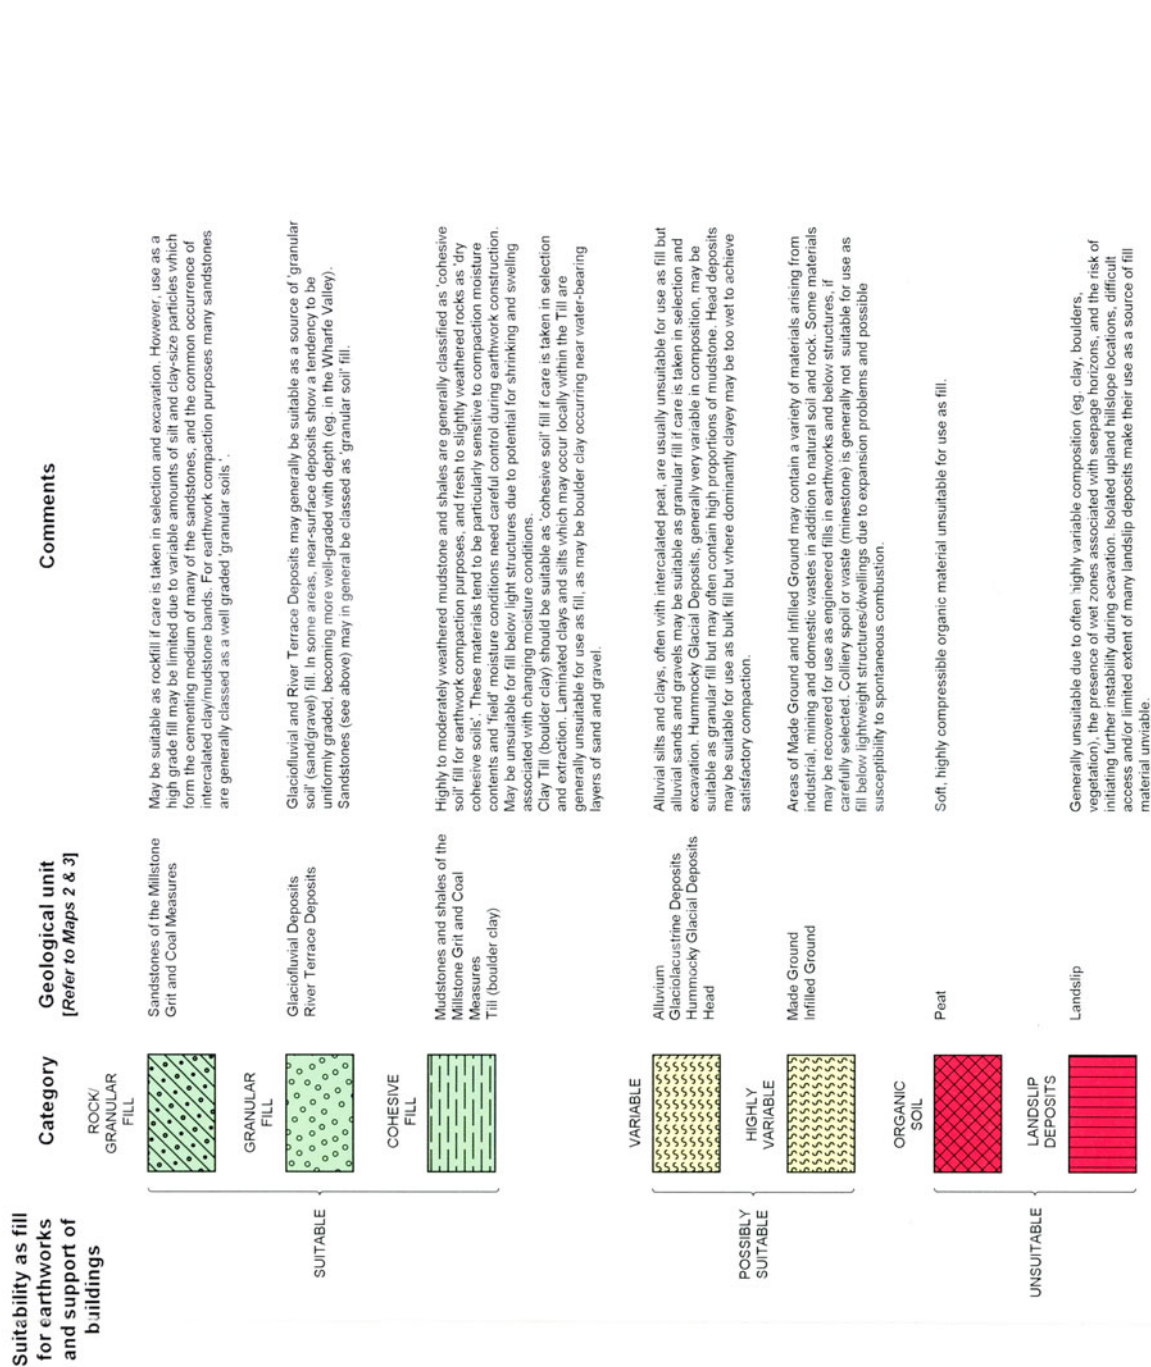 Suitability as fill
for earthworks
and support of
buildings
Category
Geological unit
[Refer to Maps 2 & 3]
Comments
SUITABLE
ROCK/
GRANULAR
FILL
Sandstones of the Millstone
Grit and Coal Measures
May be suitable as rockfill if care is taken in selection and excavation. However, use as a
high grade fill may be limited due to variable amounts of silt and clay-size particles which
form the cementing medium of many of the sandstones, and the common occurrence of
intercalated clay/mudstone bands. For earthwork compaction purposes many sandstones
are generally classed as a well graded 'granular soils '.
GRANULAR
FILL
Glaciofluvial Deposits
River Terrace Deposits
Glaciofluvial and River Terrace Deposits may generally be suitable as a source of 'granular
soil' (sand/gravel) fill. In some areas, near-surface deposits show a tendency to be
uniformly graded, becoming more well-graded with depth (eg. in the Wharfe Valley).
Sandstones (see above) may in general be classed as 'granular soil' fill.
COHESIVE
FILL
Mudstones and shales of the
Millstone Grit and Coal
Measures
Till (boulder clay)
Highly to moderately weathered mudstone and shales are generally classified as 'cohesive
soil' fill for earthwork compaction purposes, and fresh to slightly weathered rocks as 'dry
cohesive soils'. These materials tend to be particularly sensitive to compaction moisture
contents and 'field' moisture conditions need careful control during earthwork construction.
May be unsuitable for fill below light structures due to potential for shrinking and swellng
associated with changing moisture conditions.
Clay Till (boulder clay) should be suitable as 'cohesive soil' fill if care is taken in selection
and extraction. Laminated clays and silts which may occur locally within the Till are
generally unsuitable for use as fill, as may be boulder clay occurring near water-bearing
layers of sand and gravel.
POSSIBLY
SUITABLE
VARIABLE
Alluvium
Glaciolacustrine Deposits
Hummocky Glacial Deposits
Head
Alluvial silts and clays, often with intercalated peat, are usually unsuitable for use as fill but
alluvial sands and gravels may be suitable as granular fill if care is taken in selection and
excavation. Hummocky Glacial Deposits, generally very variable in composition, may be
suitable as granular fill but may often contain high proportions of mudstone. Head deposits
may be suitable for use as bulk fill but where dominantly clayey may be too wet to achieve
satisfactory compaction.
HIGHLY
VARIABLE
Made Ground
Infilled Ground
Areas of Made Ground and Infilled Ground may contain a variety of materials arising from
industrial, mining and domestic wastes in addition to natural soil and rock. Some materials
may be recovered for use as engineered fills in earthworks and below structures, if
carefully selected. Colliery spoil or waste (minestone) is generally not suitable for use as
fill below lightweight structures/dwellings due to expansion problems and possible
susceptibility to spontaneous combustion.
UNSUITABLE
ORGANIC
SOIL
Peat
Soft, highly compressible organic material unsuitable for use as fill.
LANDSLIP
DEPOSITS
Landslip
Generally unsuitable due to often highly variable composition (eg. clay, boulders,
vegetation), the presence of wet zones associated with seepage horizons, and the risk of
initiating further instability during ecavation. Isolated upland hillslope locations, difficult
access and/or limited extent of many landslip deposits make their use as a source of fill
material unviable.